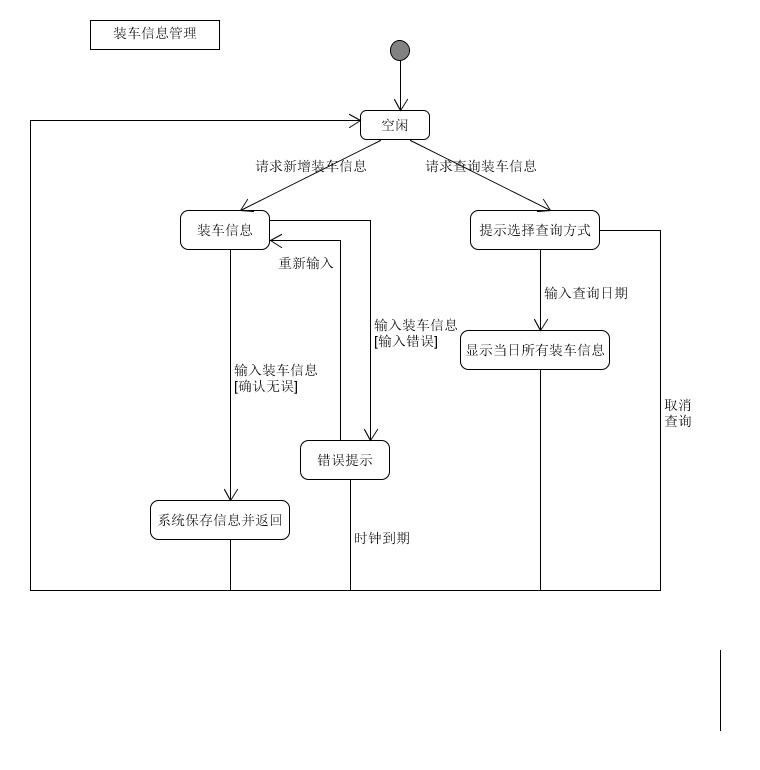 装车信息管理
空闲
请求新增装车信息
请求查询装车信息
装车信息
提示选择查询方式
重新输入
输入查询日期
输入装车信息
[输入错误]
显示当日所有装车信息
输入装车信息
[确认无误]
取消
查询
错误提示
系统保存信息并返回
时钟到期